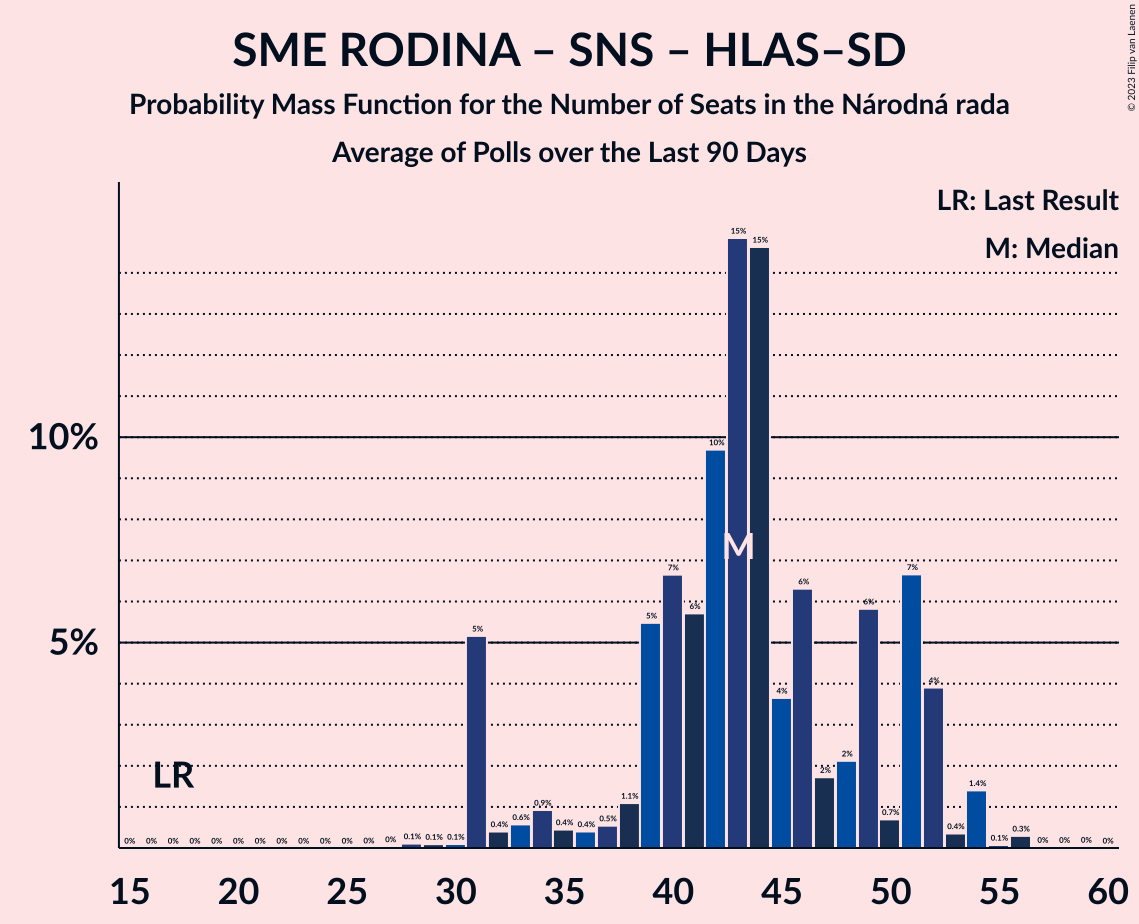 SME RODINA – SNS – HLAS–SD
Probability Mass Function for the Number of Seats in the Národná rada
Average of Polls over the Last 90 Days
© 2023 Filip van Laenen
LR: Last Result
M: Median
10%
5%
LR
M
0% 0% 0% 0% 0% 0% 0% 0% 0% 0% 0% 0% 0% 0.1% 0.1% 0.1% 5% 0.4% 0.6% 0.9% 0.4% 0.4% 0.5% 1.1% 5% 7% 6% 10% 15% 15% 4% 6% 2% 2% 6% 0.7% 7% 4% 0.4% 1.4% 0.1% 0.3% 0% 0% 0% 0%
15 20 25 30 35 40 45 50 55 60